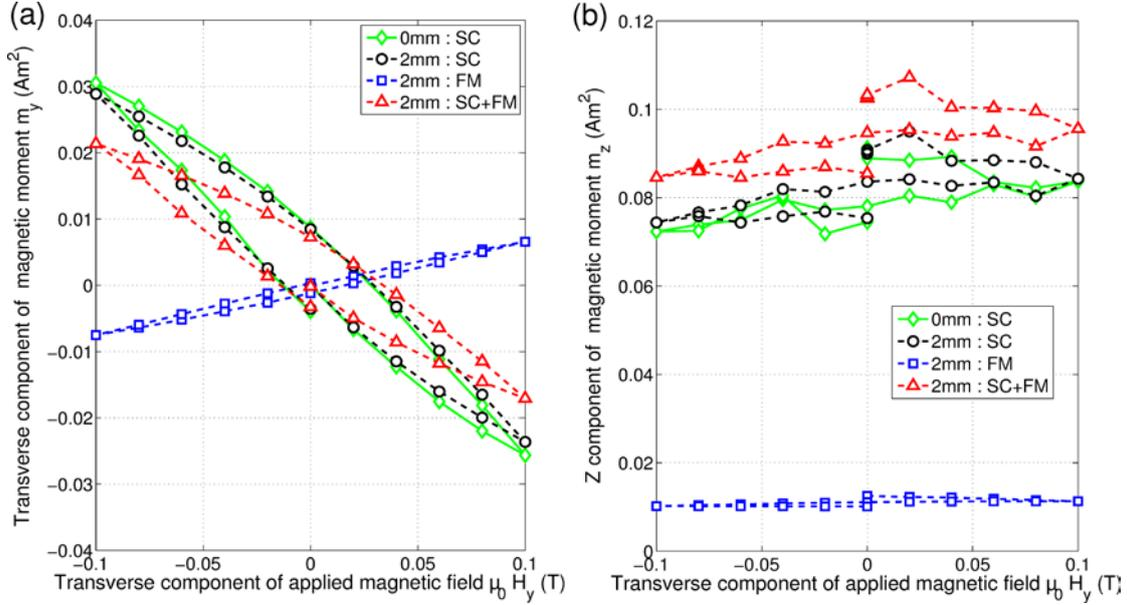 (a)
0.04
0.03
0.02
0.01
0
−0.01
−0.02
−0.03
−0.04
Transverse component of magnetic moment m_y (Am²)
0mm : SC
2mm : SC
2mm : FM
2mm : SC+FM
−0.1
−0.05
0
0.05
0.1
Transverse component of applied magnetic field μ₀ H_y (T)
(b)
0.12
0.1
0.08
0.06
0.04
0.02
0
Z component of magnetic moment m_z (Am²)
0mm : SC
2mm : SC
2mm : FM
2mm : SC+FM
−0.1
−0.05
0
0.05
0.1
Transverse component of applied magnetic field μ₀ H_y (T)